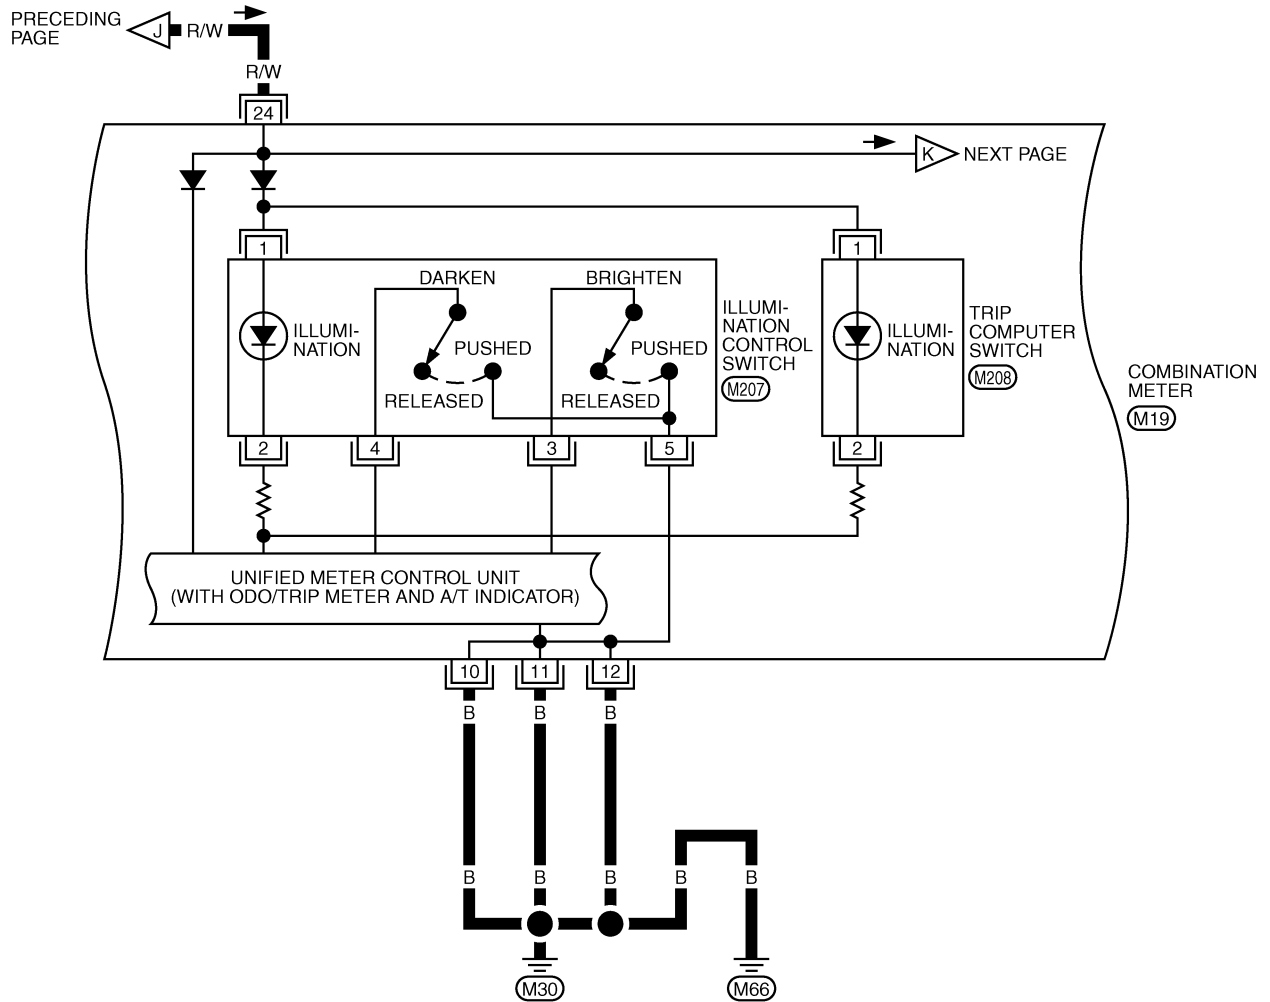 PRECEDING
PAGE
J
R/W
R/W
24
K
NEXT PAGE
1
1
DARKEN
BRIGHTEN
ILLUMI-
NATION
PUSHED
RELEASED
PUSHED
RELEASED
ILLUMI-
NATION
CONTROL
SWITCH
M207
ILLUMI-
NATION
TRIP
COMPUTER
SWITCH
M208
COMBINATION
METER
M19
2
4
3
5
2
UNIFIED METER CONTROL UNIT
(WITH ODO/TRIP METER AND A/T INDICATOR)
10
11
12
B
B
B
B
B
B
B
B
M30
M66